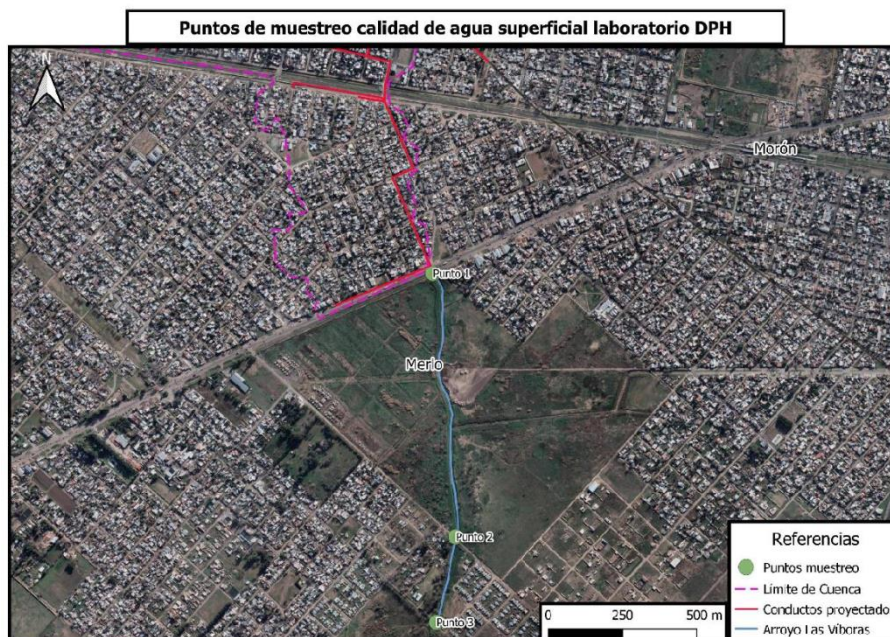 Puntos de muestreo calidad de agua superficial laboratorio DPH
N
Morón
Punto 1
Merlo
Punto 2
Punto 3
Referencias
Puntos muestreo
Límite de Cuenca
Conductos proyectados
Arroyo Las Víboras
0 250 500 m